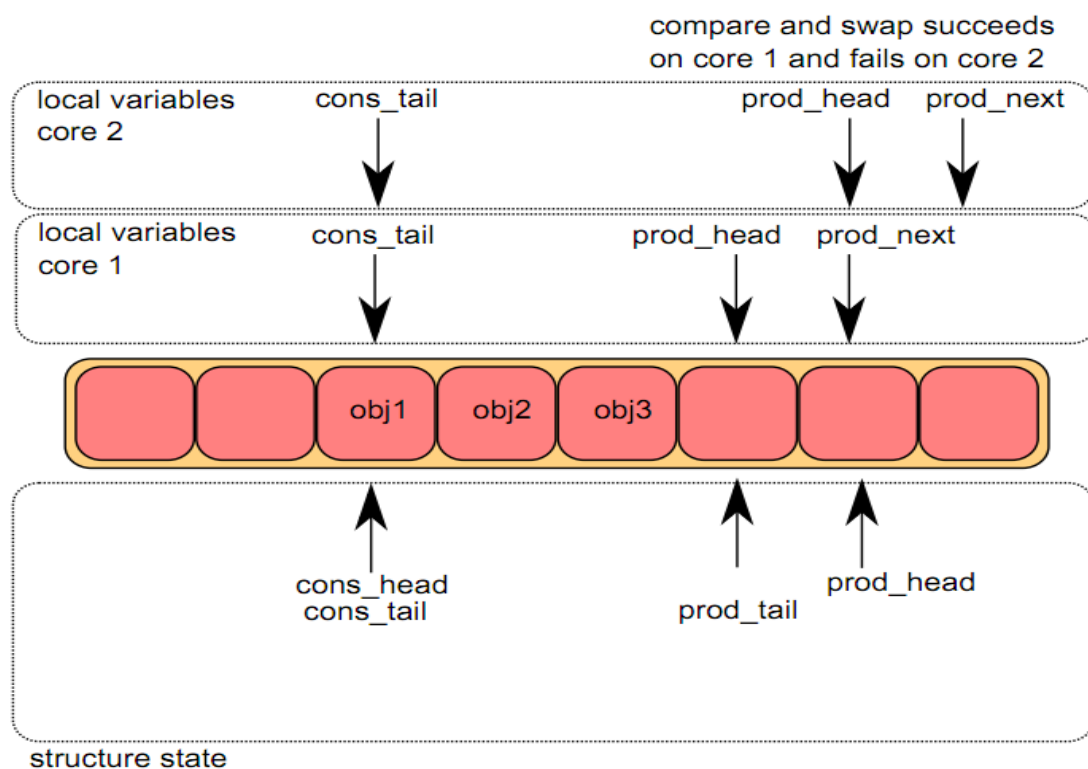 compare and swap succeeds
on core 1 and fails on core 2
local variables
core 2
cons_tail
prod_head
prod_next
local variables
core 1
cons_tail
prod_head
prod_next
obj1
obj2
obj3
cons_head
cons_tail
prod_tail
prod_head
structure state